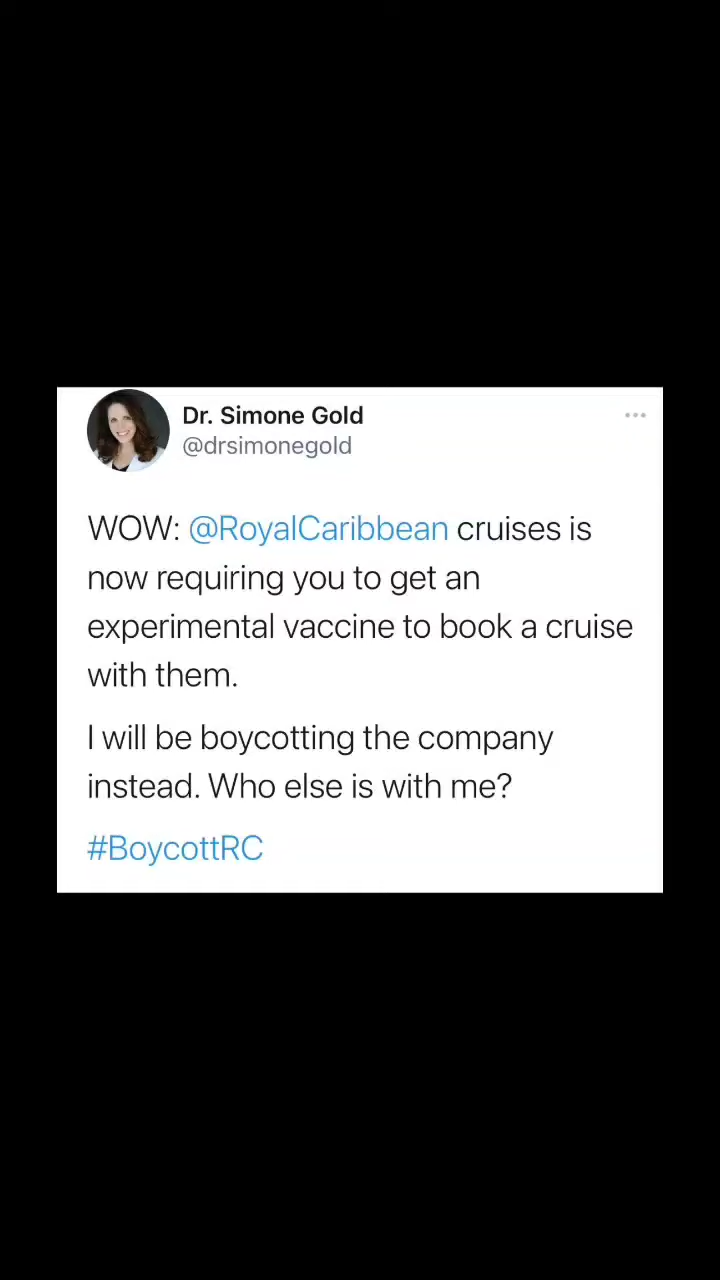 Dr. Simone Gold
@drsimonegold
WOW: @RoyalCaribbean cruises is
now requiring you to get an
experimental vaccine to book a cruise
with them.
I will be boycotting the company
instead. Who else is with me?
#BoycottRC